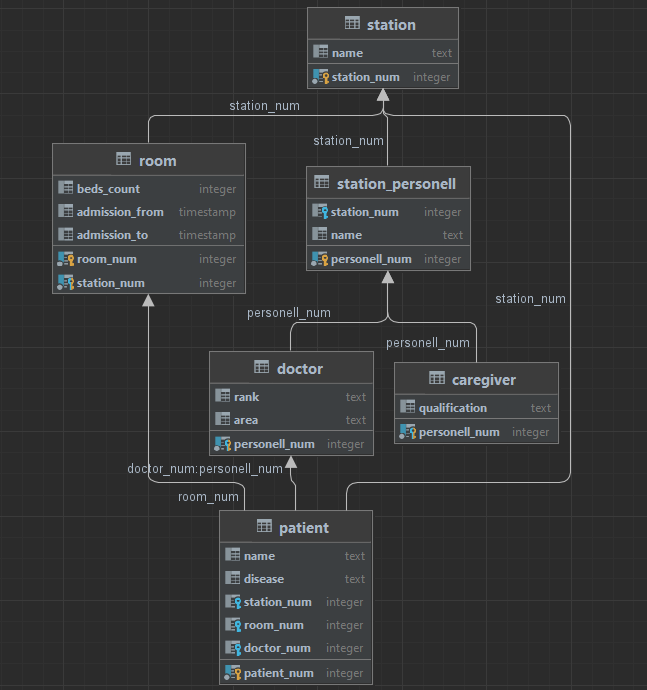 station
name text
station_num integer
station_num
station_num
room
beds_count integer
admission_from timestamp
admission_to timestamp
room_num integer
station_num integer
station_personell
station_num integer
name text
personell_num integer
station_num
personell_num
personell_num
doctor
rank text
area text
personell_num integer
caregiver
qualification text
personell_num integer
doctor_num:personell_num
room_num
patient
name text
disease text
station_num integer
room_num integer
doctor_num integer
patient_num integer